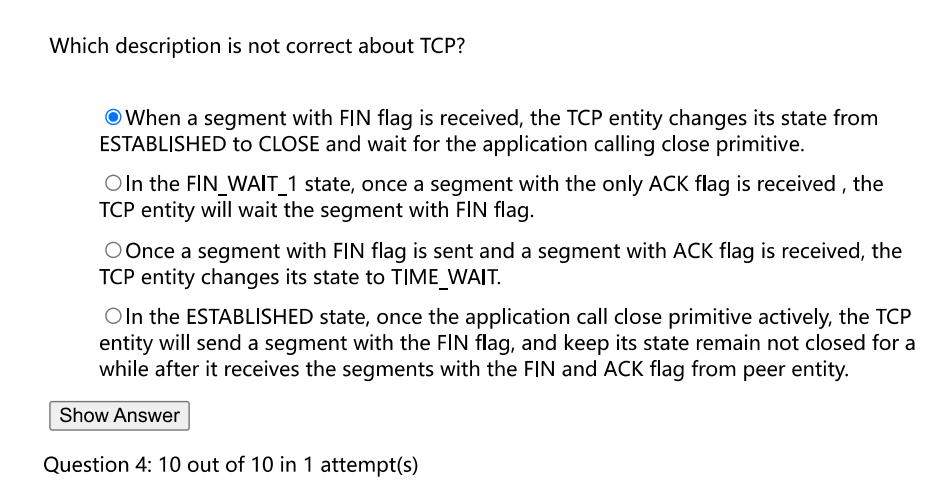 Which description is not correct about TCP?
When a segment with FIN flag is received, the TCP entity changes its state from
ESTABLISHED to CLOSE and wait for the application calling close primitive.
In the FIN_WAIT_1 state, once a segment with the only ACK flag is received , the
TCP entity will wait the segment with FIN flag.
Once a segment with FIN flag is sent and a segment with ACK flag is received, the
TCP entity changes its state to TIME_WAIT.
In the ESTABLISHED state, once the application call close primitive actively, the TCP
entity will send a segment with the FIN flag, and keep its state remain not closed for a
while after it receives the segments with the FIN and ACK flag from peer entity.
Show Answer
Question 4: 10 out of 10 in 1 attempt(s)